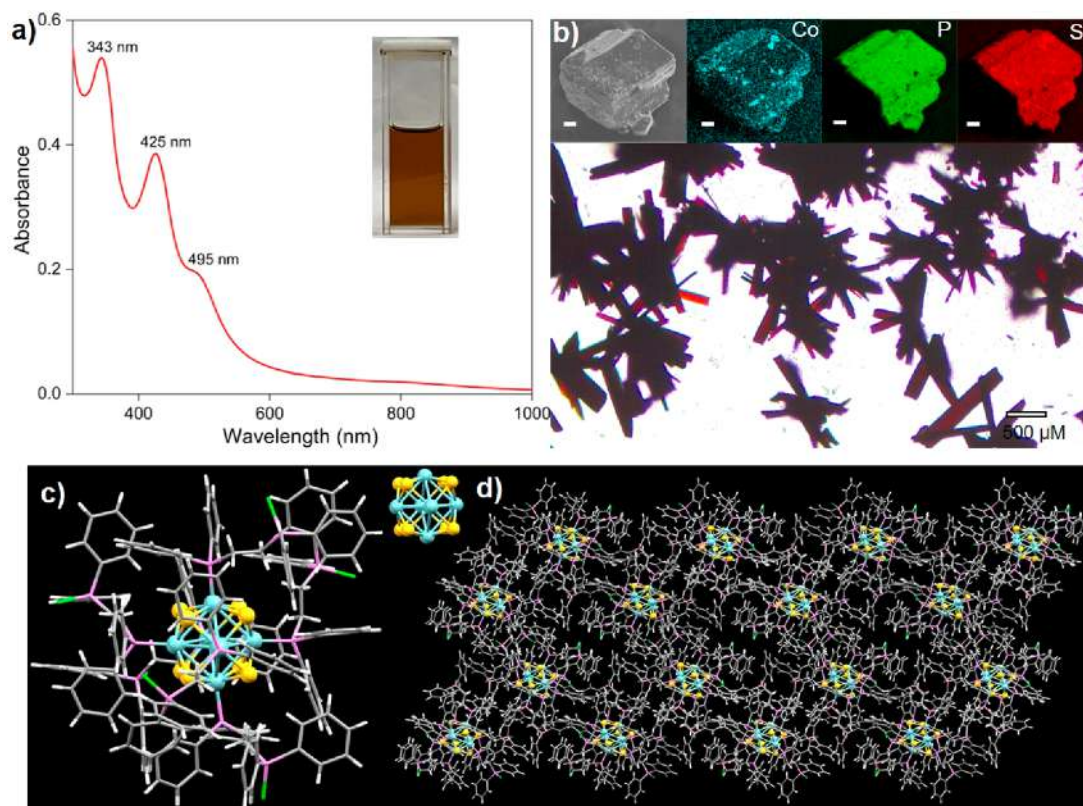 a)
0.6
0.4
0.2
0.0
Absorbance
343 nm
425 nm
495 nm
400
600
800
1000
Wavelength (nm)
b)
Co
P
S
500 µM
c)
d)